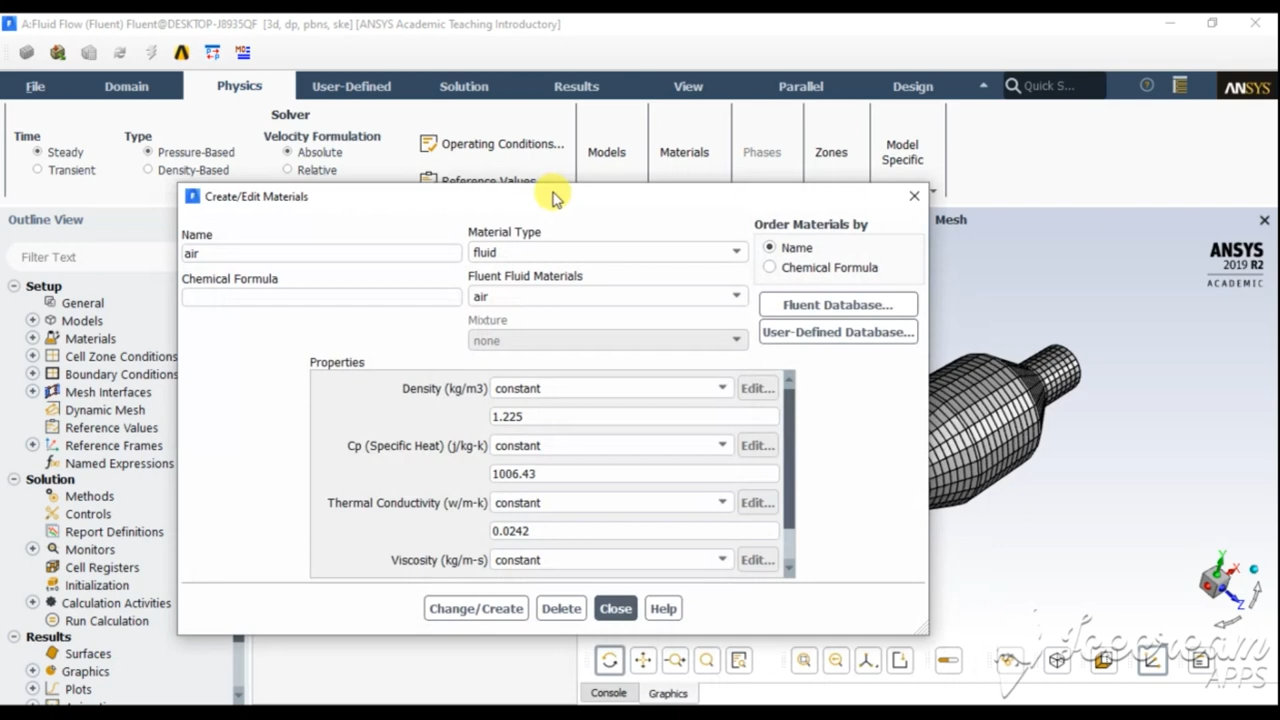 A:Fluid Flow (Fluent) Fluent@DESKTOP-J8935QF [3d, dp, pbns, ske] [ANSYS Academic Teaching Introductory]
File Domain Physics User-Defined Solution Results View Parallel Design Quick S... ANSYS
Solver
Time Type Velocity Formulation
Steady Pressure-Based Absolute Operating Conditions... Models Materials Phases Zones Model Specific
Transient Density-Based Relative Reference Values
Outline View
Mesh
Filter Text
Setup
General
Models
Materials
Cell Zone Conditions
Boundary Conditions
Mesh Interfaces
Dynamic Mesh
Reference Values
Reference Frames
Named Expressions
Solution
Methods
Controls
Report Definitions
Monitors
Cell Registers
Initialization
Calculation Activities
Run Calculation
Results
Surfaces
Graphics
Plots
Create/Edit Materials
Name
air
Chemical Formula
Material Type
fluid
Fluent Fluid Materials
air
Mixture
none
Order Materials by
Name
Chemical Formula
Fluent Database...
User-Defined Database...
Properties
Density (kg/m3) constant Edit...
1.225
Cp (Specific Heat) (j/kg-k) constant Edit...
1006.43
Thermal Conductivity (w/m-k) constant Edit...
0.0242
Viscosity (kg/m-s) constant Edit...
Change/Create Delete Close Help
ANSYS
2019 R2
ACADEMIC
Y
X
Z
Console Graphics
Icecream
APPS